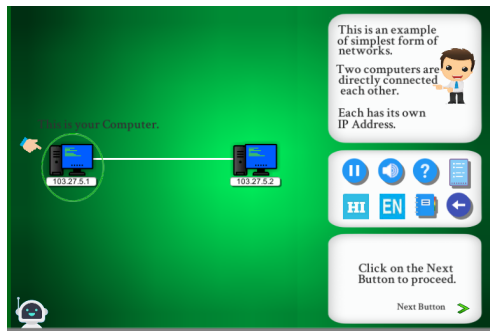 This is an example
of simplest form of
networks.
Two computers are
directly connected
each other.
Each has its own
IP Address.
This is your Computer.
103.27.5.1
103.27.5.2
?
HI
EN
Click on the Next
Button to proceed.
Next Button